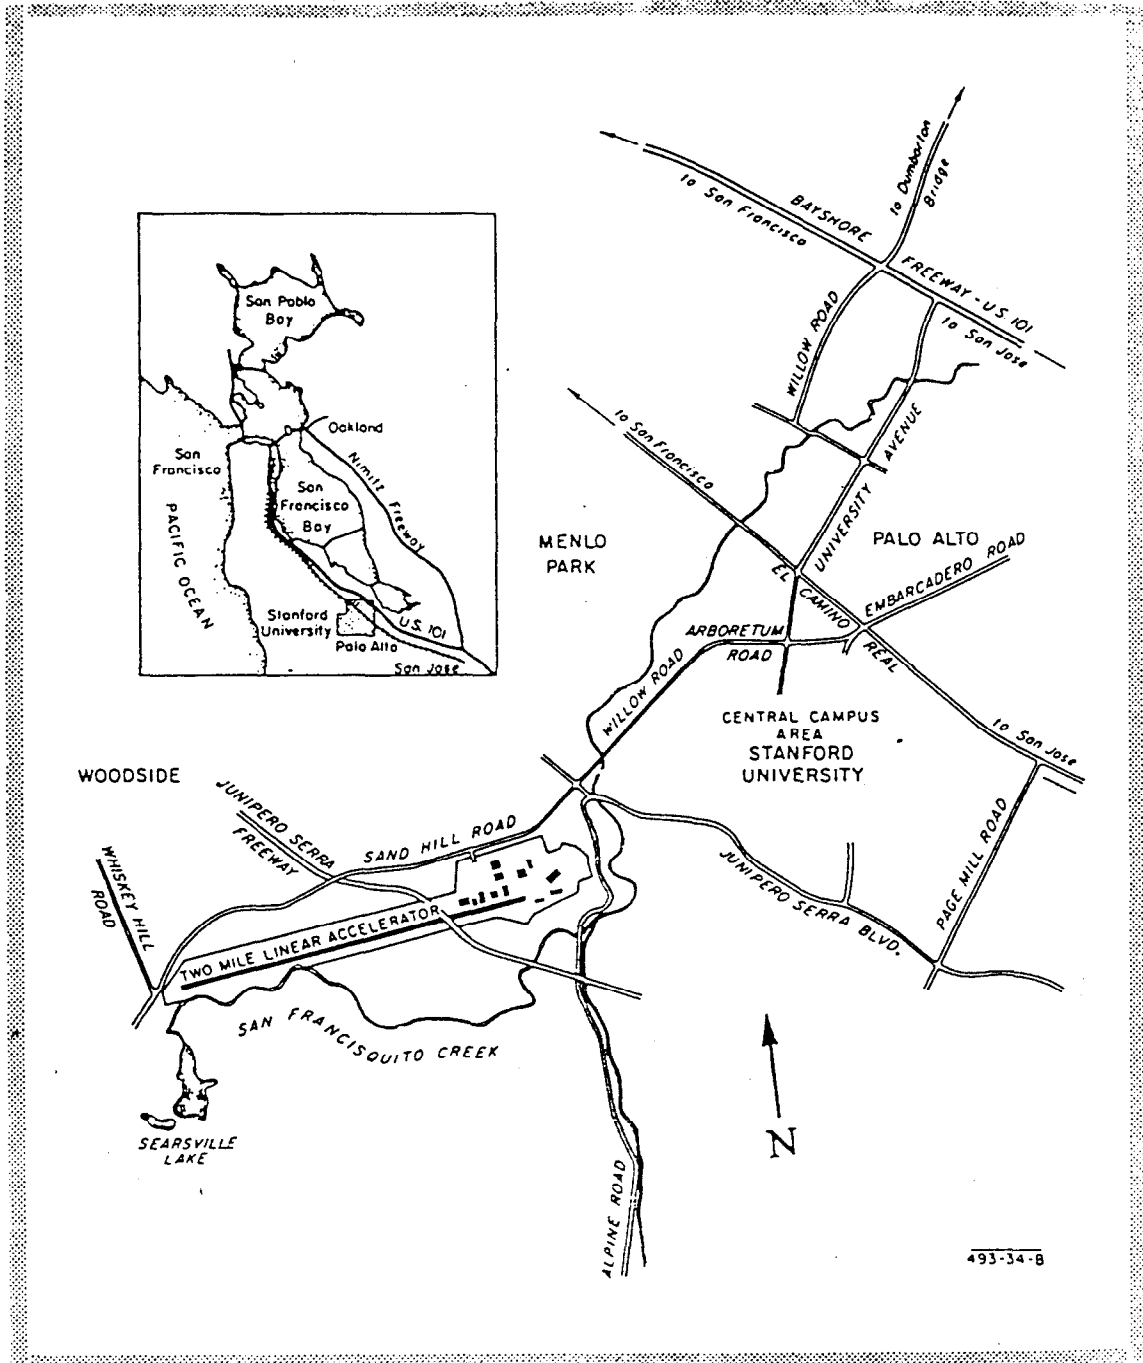 to Dumbarton
Bridge
to San Francisco
BAYSHORE
FREEWAY - US 101
to San Jose
WILLOW ROAD
San Pablo
Bay
Oakland
San
Francisco
Nimitz Freeway
San
Francisco
Bay
PACIFIC OCEAN
Stanford
University
U.S. 101
Palo Alto
San Jose
to San Francisco
UNIVERSITY AVENUE
MENLO
PARK
PALO ALTO
EL CAMINO REAL
EMBARCADERO ROAD
ARBORETUM
ROAD
WILLOW ROAD
CENTRAL CAMPUS
AREA
STANFORD
UNIVERSITY
to San Jose
WOODSIDE
JUNIPERO SERRA
FREEWAY
SAND HILL ROAD
WHISKEY HILL
ROAD
JUNIPERO SERRA BLVD.
PAGE MILL ROAD
TWO MILE LINEAR ACCELERATOR
SAN FRANCISQUITO CREEK
SEARSVILLE
LAKE
N
ALPINE ROAD
493-34-B